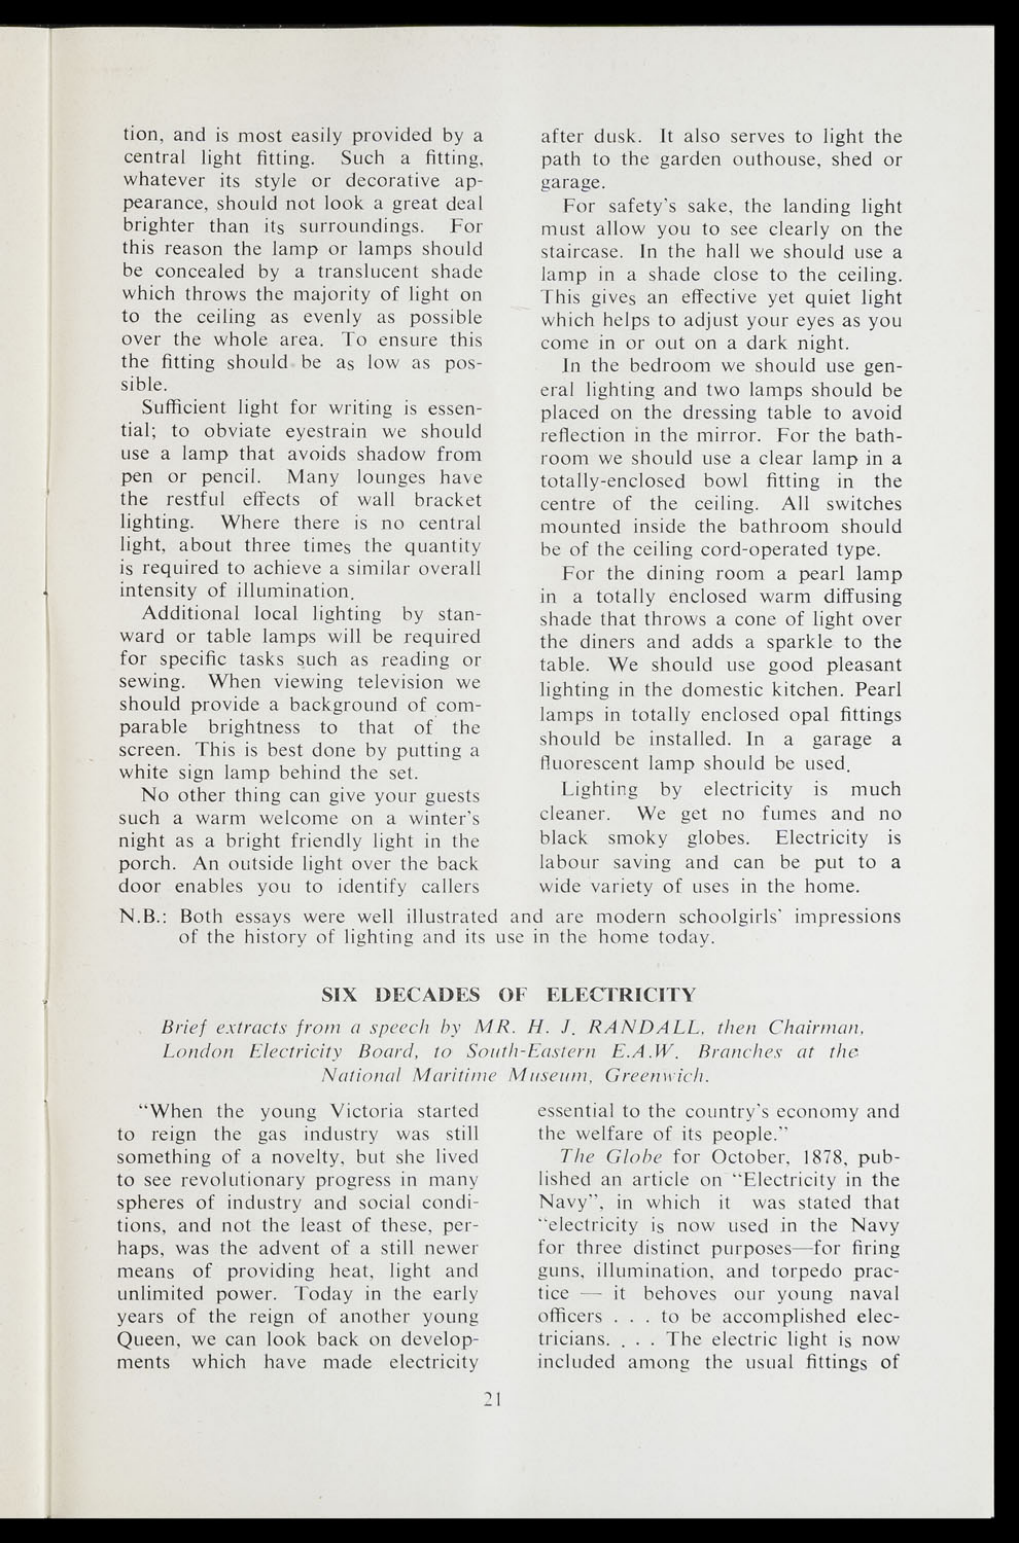 tion, and is most easily provided by a
central light fitting. Such a fitting,
whatever its style or decorative ap-
pearance, should not look a great deal
brighter than its surroundings. For
this reason the lamp or lamps should
be concealed by a translucent shade
which throws the majority of light on
to the ceiling as evenly as possible
over the whole area. To ensure this
the fitting should be as low as pos-
sible.
Sufficient light for writing is essen-
tial; to obviate eyestrain we should
use a lamp that avoids shadow from
pen or pencil. Many lounges have
the restful effects of wall bracket
lighting. Where there is no central
light, about three times the quantity
is required to achieve a similar overall
intensity of illumination.
Additional local lighting by stan-
ward or table lamps will be required
for specific tasks such as reading or
sewing. When viewing television we
should provide a background of com-
parable brightness to that of the
screen. This is best done by putting a
white sign lamp behind the set.
No other thing can give your guests
such a warm welcome on a winter's
night as a bright friendly light in the
porch. An outside light over the back
door enables you to identify callers
after dusk. It also serves to light the
path to the garden outhouse, shed or
garage.
For safety's sake, the landing light
must allow you to see clearly on the
staircase. In the hall we should use a
lamp in a shade close to the ceiling.
This gives an effective yet quiet light
which helps to adjust your eyes as you
come in or out on a dark night.
In the bedroom we should use gen-
eral lighting and two lamps should be
placed on the dressing table to avoid
reflection in the mirror. For the bath-
room we should use a clear lamp in a
totally-enclosed bowl fitting in the
centre of the ceiling. All switches
mounted inside the bathroom should
be of the ceiling cord-operated type.
For the dining room a pearl lamp
in a totally enclosed warm diffusing
shade that throws a cone of light over
the diners and adds a sparkle to the
table. We should use good pleasant
lighting in the domestic kitchen. Pearl
lamps in totally enclosed opal fittings
should be installed. In a garage a
fluorescent lamp should be used.
Lighting by electricity is much
cleaner. We get no fumes and no
black smoky globes. Electricity is
labour saving and can be put to a
wide variety of uses in the home.
N.B.: Both essays were well illustrated and are modern schoolgirls' impressions
of the history of lighting and its use in the home today.
SIX DECADES OF ELECTRICITY
Brief extracts from a speech by MR. H. J. RANDALL, then Chairman,
London Electricity Board, to South-Eastern E.A.W. Branches at the
National Maritime Museum, Greenwich.
"When the young Victoria started
to reign the gas industry was still
something of a novelty, but she lived
to see revolutionary progress in many
spheres of industry and social condi-
tions, and not the least of these, per-
haps, was the advent of a still newer
means of providing heat, light and
unlimited power. Today in the early
years of the reign of another young
Queen, we can look back on develop-
ments which have made electricity
essential to the country's economy and
the welfare of its people."
The Globe for October, 1878, pub-
lished an article on "Electricity in the
Navy", in which it was stated that
"electricity is now used in the Navy
for three distinct purposes—for firing
guns, illumination, and torpedo prac-
tice — it behoves our young naval
officers . . . to be accomplished elec-
tricians. . . . The electric light is now
included among the usual fittings of
21